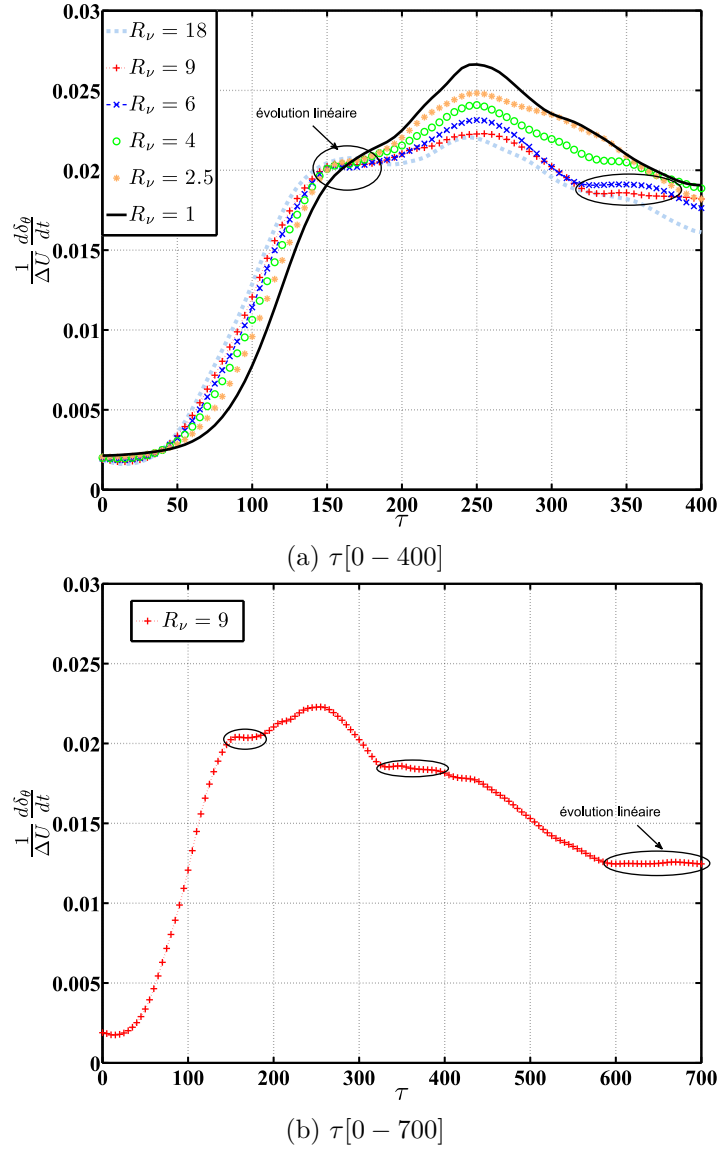 0.03
0.025
0.02
0.015
0.01
0.005
0
R_ν = 18
R_ν = 9
R_ν = 6
R_ν = 4
R_ν = 2.5
R_ν = 1
évolution linéaire
1/ΔU dδ_θ/dt
0 50 100 150 200 250 300 350 400
τ
(a) τ[0 − 400]
0.03
0.025
0.02
0.015
0.01
0.005
0
R_ν = 9
évolution linéaire
1/ΔU dδ_θ/dt
0 100 200 300 400 500 600 700
τ
(b) τ[0 − 700]